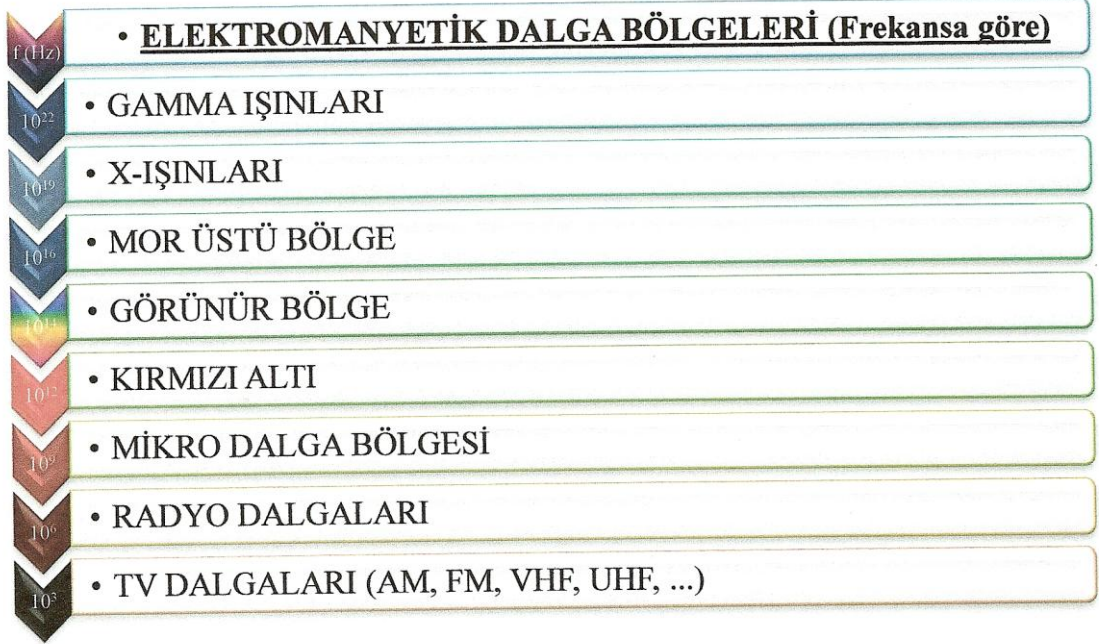 f (Hz) • ELEKTROMANYETİK DALGA BÖLGELERİ (Frekansa göre)
10²² • GAMMA IŞINLARI
10¹⁹ • X-IŞINLARI
10¹⁶ • MOR ÜSTÜ BÖLGE
• GÖRÜNÜR BÖLGE
10¹² • KIRMIZI ALTI
10⁹ • MİKRO DALGA BÖLGESİ
10⁶ • RADYO DALGALARI
10³ • TV DALGALARI (AM, FM, VHF, UHF, ...)